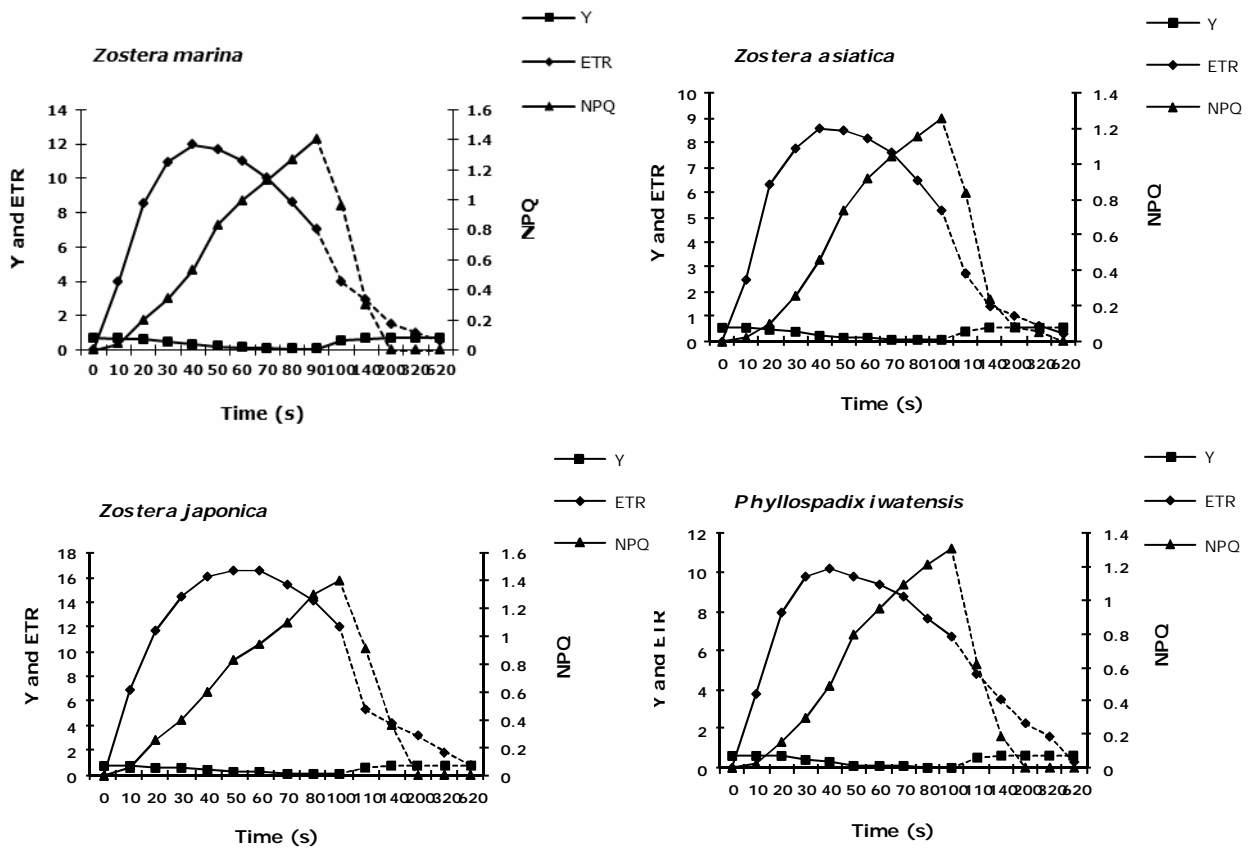 Zostera marina
Y
ETR
NPQ
14
12
10
8
6
4
2
0
1.6
1.4
1.2
1
0.8
0.6
0.4
0.2
0
Y and ETR
NPQ
0 10 20 30 40 50 60 70 80 90 100 140 200 320 620
Time (s)
Zostera asiatica
Y
ETR
NPQ
10
9
8
7
6
5
4
3
2
1
0
1.4
1.2
1
0.8
0.6
0.4
0.2
0
Y and ETR
NPQ
0 10 20 30 40 50 60 70 80 100 110 140 200 320 620
Time (s)
Zostera japonica
Y
ETR
NPQ
18
16
14
12
10
8
6
4
2
0
1.6
1.4
1.2
1
0.8
0.6
0.4
0.2
0
Y and ETR
NPQ
0 10 20 30 40 50 60 70 80 100 110 140 200 320 620
Time (s)
Phyllospadix iwatensis
Y
ETR
NPQ
12
10
8
6
4
2
0
1.4
1.2
1
0.8
0.6
0.4
0.2
0
Y and ETR
NPQ
0 10 20 30 40 50 60 70 80 100 110 140 200 320 620
Time (s)